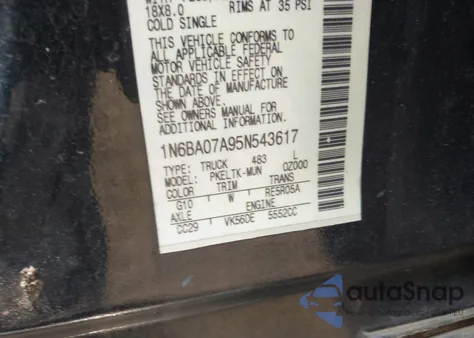 18X8.0 RIMS AT 35 PSI
COLD SINGLE
THIS VEHICLE CONFORMS TO
ALL APPLICABLE FEDERAL
MOTOR VEHICLE SAFETY
STANDARDS IN EFFECT ON
THE DATE OF MANUFACTURE
SHOWN ABOVE.
SEE OWNERS MANUAL FOR
ADDITIONAL INFORMATION.
1N6BA07A95N543617
TYPE: TRUCK 483 L
MODEL: PKELTK-MUN OZ000
COLOR TRIM TRANS
G10 W RE5R05A
AXLE ENGINE
CC29 VK56DE 5552CC
autoSnap